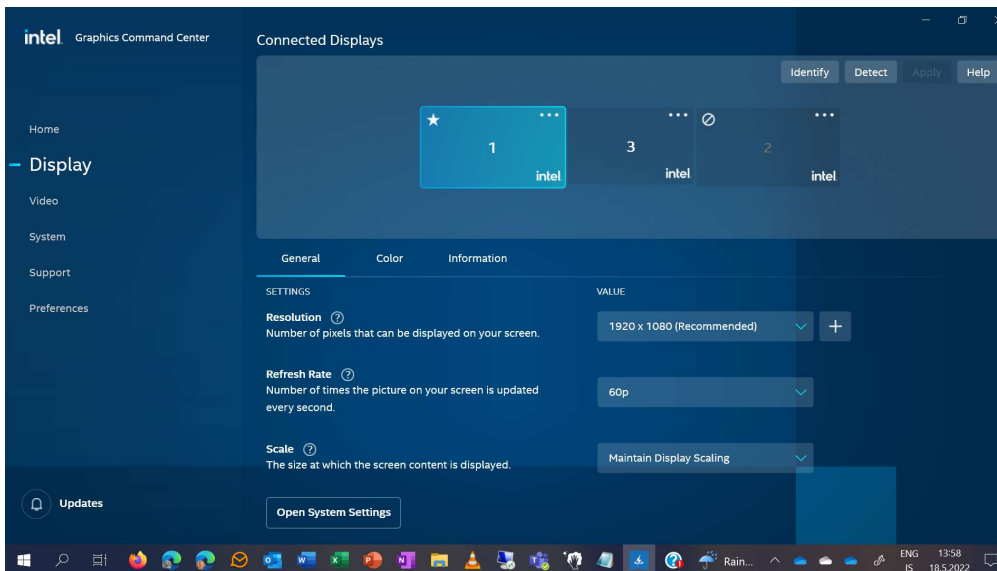 intel. Graphics Command Center
Connected Displays
Identify Detect Apply Help
1
intel
3
intel
2
intel
Home
Display
Video
System
Support
Preferences
Updates
General Color Information
SETTINGS VALUE
Resolution ?
Number of pixels that can be displayed on your screen.
1920 x 1080 (Recommended)
Refresh Rate ?
Number of times the picture on your screen is updated
every second.
60p
Scale ?
The size at which the screen content is displayed.
Maintain Display Scaling
Open System Settings
Rain...
ENG 13:58
IS 18.5.2022